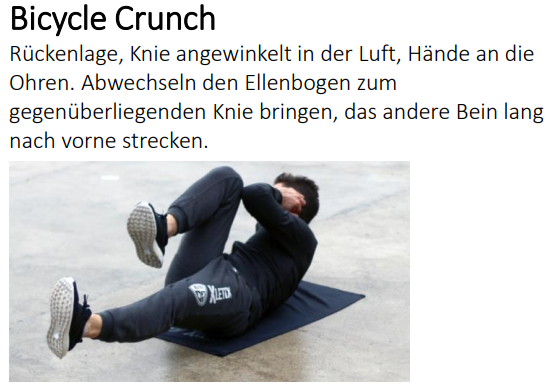 Bicycle Crunch
Rückenlage, Knie angewinkelt in der Luft, Hände an die
Ohren. Abwechseln den Ellenbogen zum
gegenüberliegenden Knie bringen, das andere Bein lang
nach vorne strecken.
XLETIX